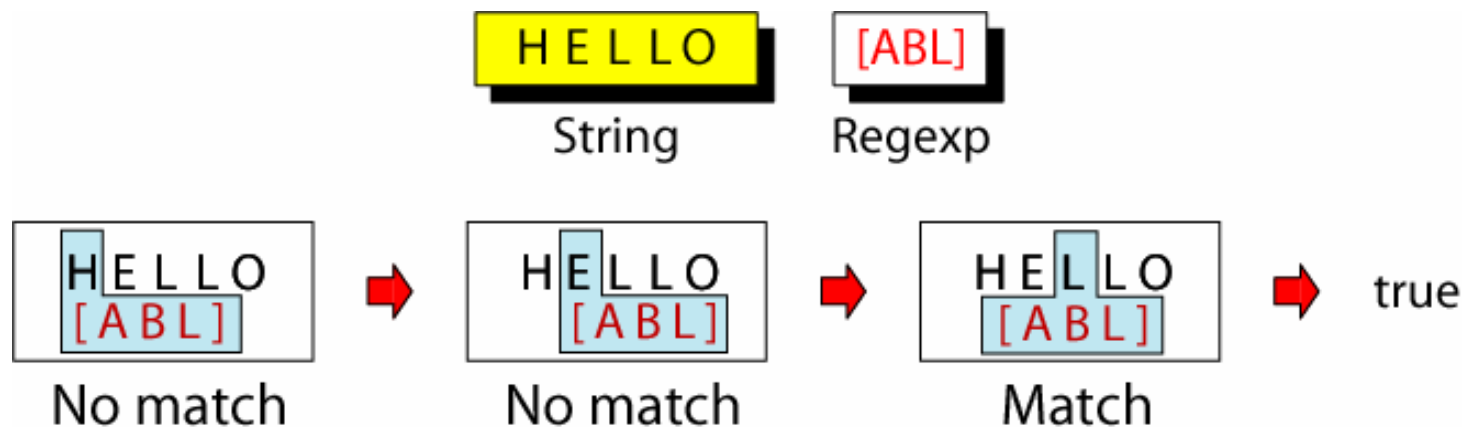 HELLO [ABL]
String Regexp
HELLO HELLO HELLO
[ABL] [ABL] [ABL] true
No match No match Match